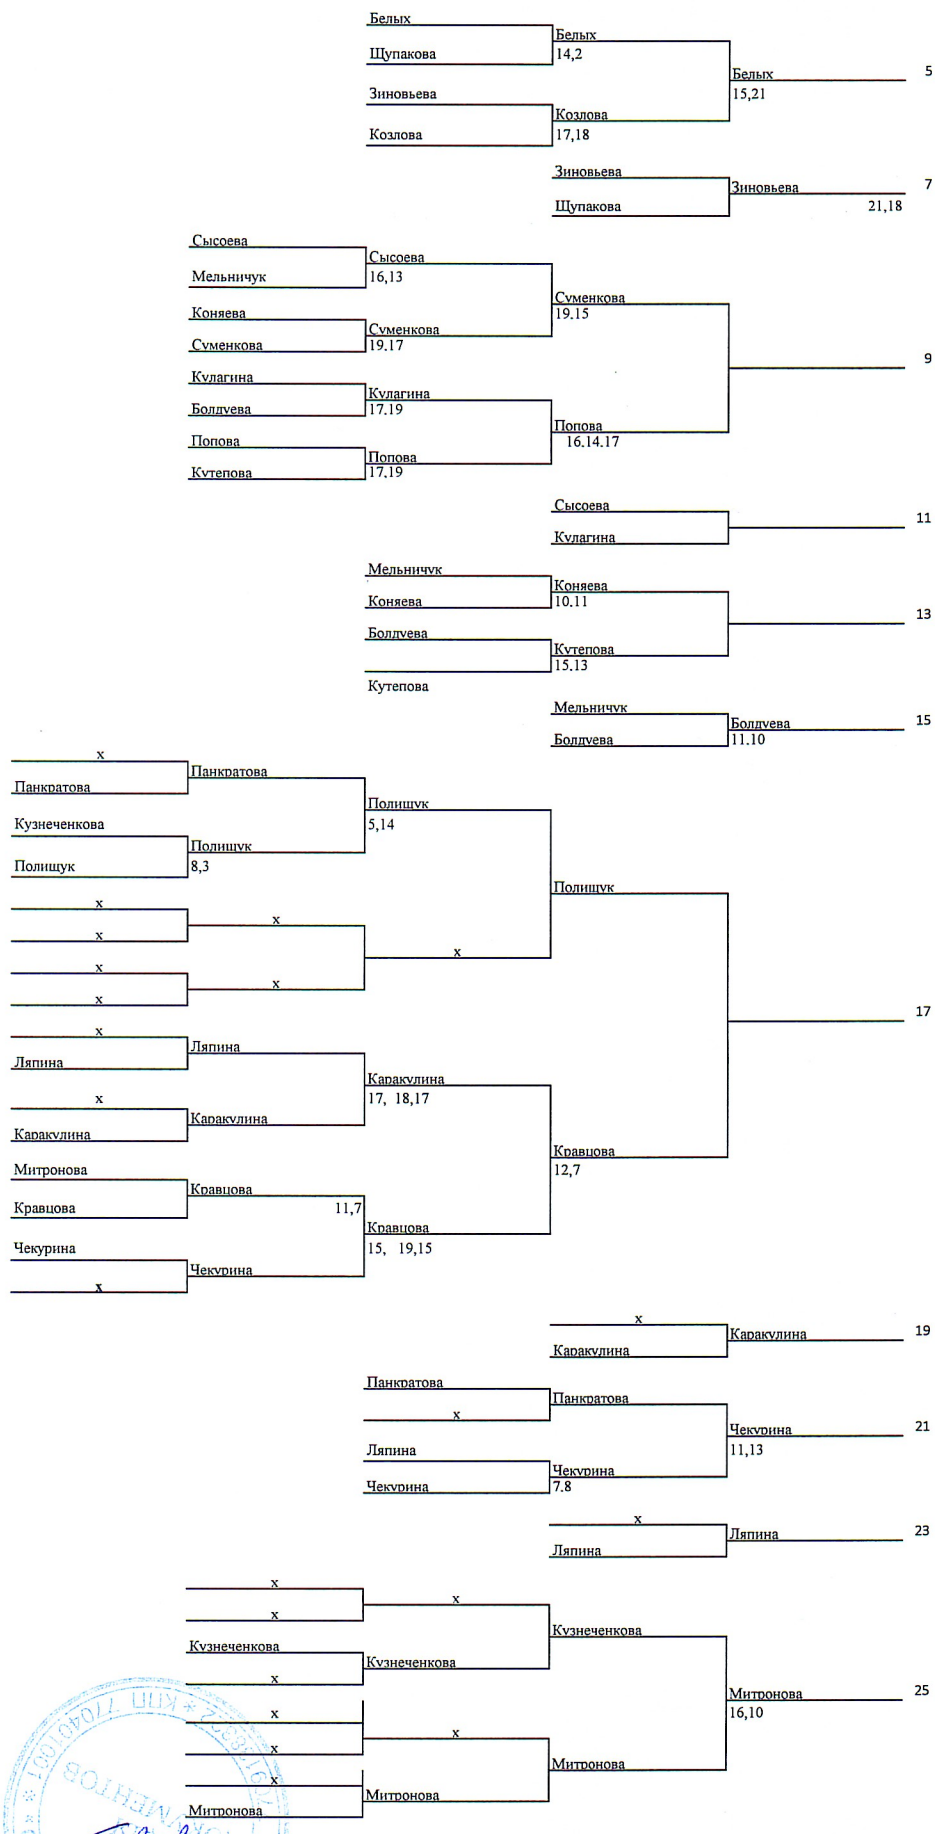 Белых
Белых
Щупакова
14,2
Белых
5
15,21
Зиновьева
Козлова
Козлова
17,18
Зиновьева
Зиновьева
7
Щупакова
21,18
Сысоева
Сысоева
Мельничук
16,13
Суменкова
19.15
Коняева
Суменкова
Суменкова
19.17
9
Кулагина
Кулагина
Болдуева
17.19
Попова
16.14.17
Попова
Попова
Кутепова
17,19
Сысоева
11
Кулагина
Мельничук
Коняева
Коняева
10.11
13
Болдуева
Кутепова
15.13
Кутепова
Мельничук
Болдуева
15
Болдуева
11.10
x
Панкратова
Панкратова
Полищук
5,14
Кузнеченкова
Полищук
Полищук
8,3
Полищук
x
x
x
x
x
x
x
17
x
Ляпина
Ляпина
Каракулина
17, 18,17
x
Каракулина
Каракулина
Кравцова
12,7
Митронова
Кравцова
Кравцова
11,7
Кравцова
15, 19,15
Чекурина
Чекурина
x
x
Каракулина
19
Каракулина
Панкратова
Панкратова
x
Чекурина
21
11,13
Ляпина
Чекурина
Чекурина
7.8
x
Ляпина
23
Ляпина
x
x
x
Кузнеченкова
Кузнеченкова
Кузнеченкова
x
Митронова
25
16,10
x
x
x
Митронова
x
Митронова
Митронова
КПП 770401001